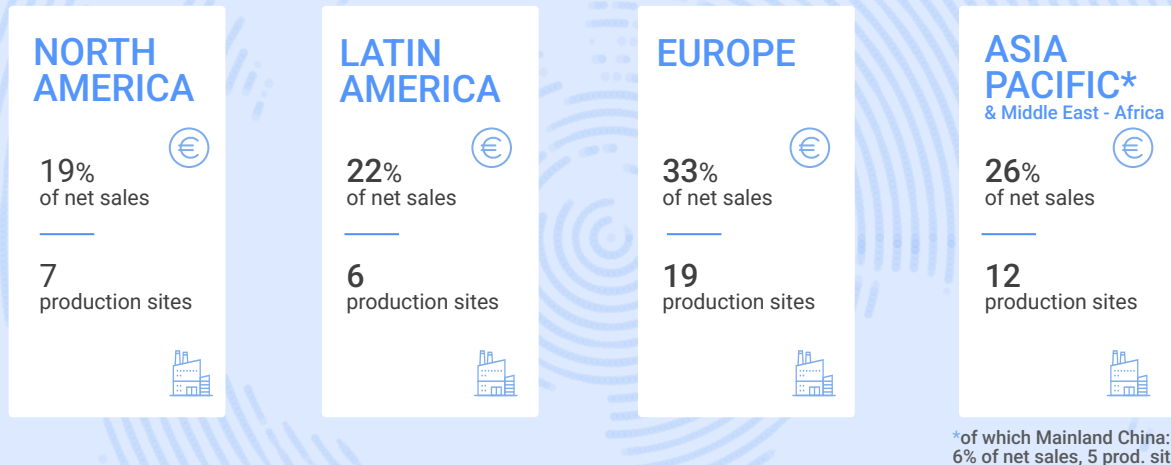 NORTH
AMERICA
€
19%
of net sales
7
production sites
LATIN
AMERICA
€
22%
of net sales
6
production sites
EUROPE
€
33%
of net sales
19
production sites
ASIA
PACIFIC*
& Middle East - Africa
€
26%
of net sales
12
production sites
*of which Mainland China:
6% of net sales, 5 prod.